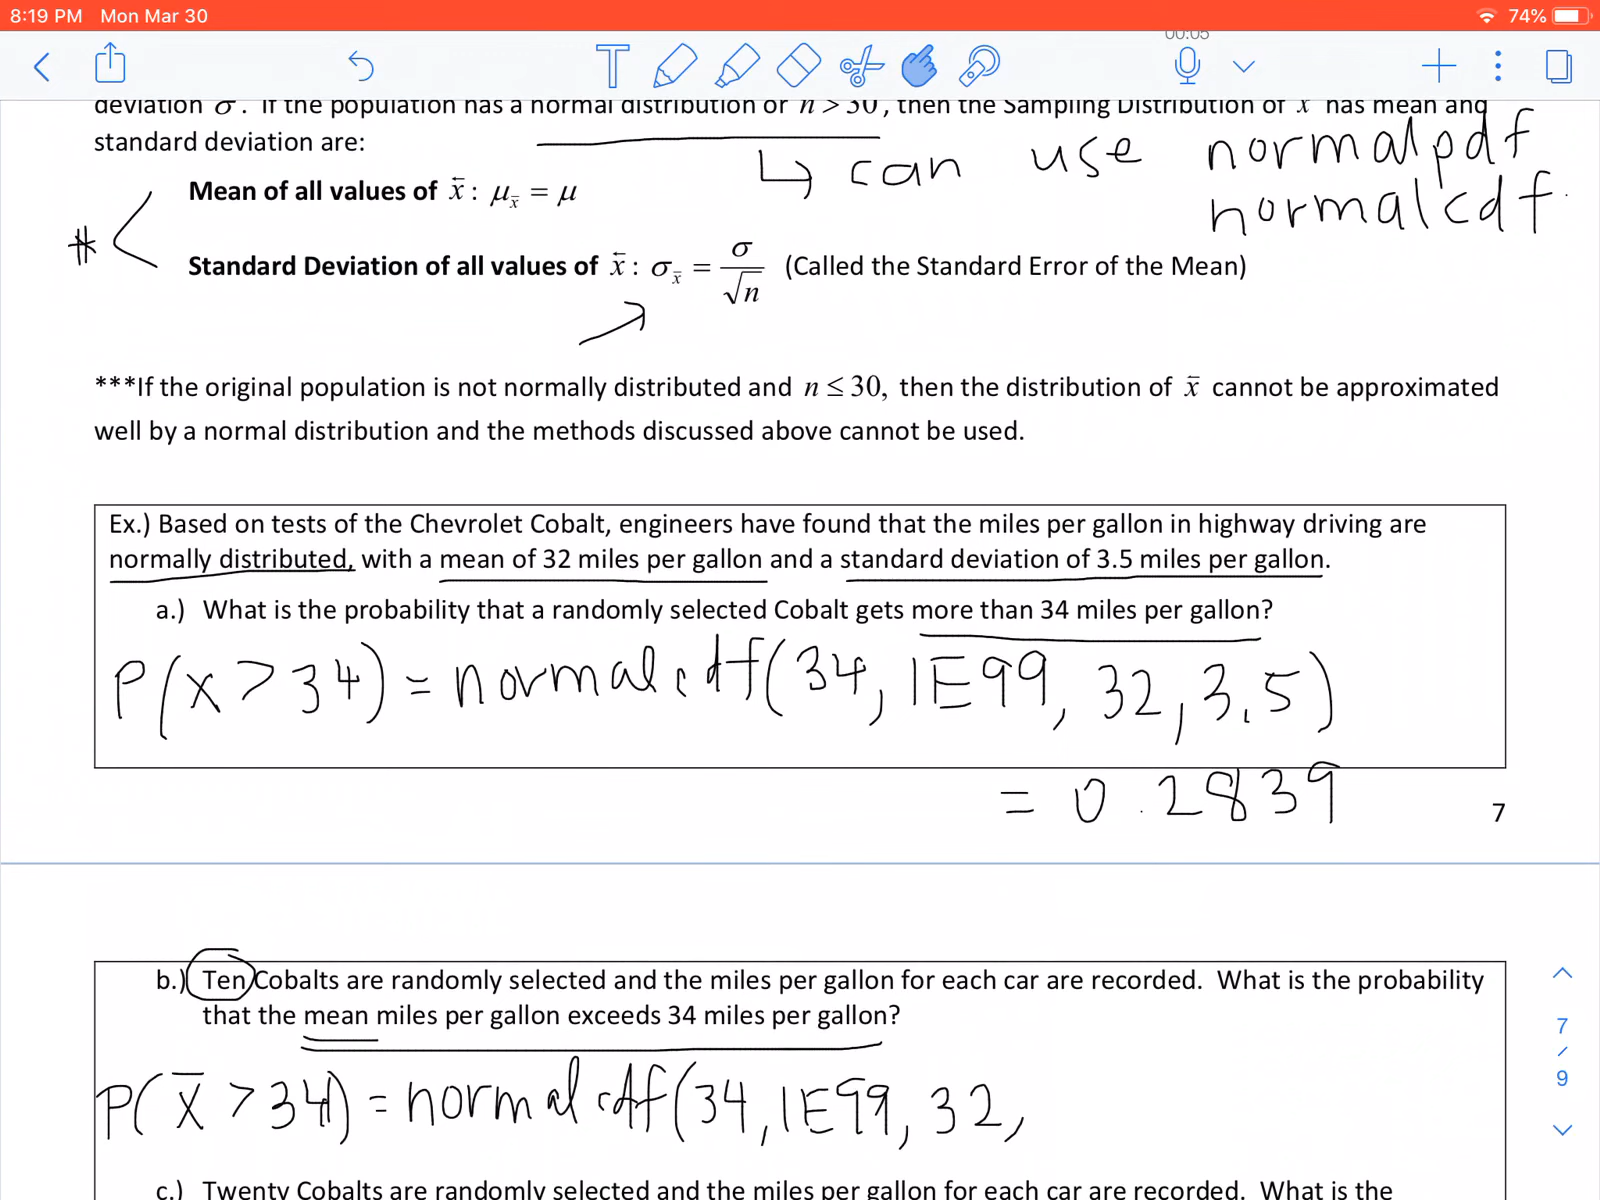 8:19 PM Mon Mar 30
74%
00:05
deviation σ. If the population has a normal distribution or n > 30, then the Sampling Distribution of x̄ has mean and
standard deviation are:
↳ can use normalpdf
normalcdf
Mean of all values of x̄ : μx̄ = μ
*
Standard Deviation of all values of x̄ : σx̄ = σ/√n (Called the Standard Error of the Mean)
***If the original population is not normally distributed and n ≤ 30, then the distribution of x̄ cannot be approximated
well by a normal distribution and the methods discussed above cannot be used.
Ex.) Based on tests of the Chevrolet Cobalt, engineers have found that the miles per gallon in highway driving are
normally distributed, with a mean of 32 miles per gallon and a standard deviation of 3.5 miles per gallon.
a.) What is the probability that a randomly selected Cobalt gets more than 34 miles per gallon?
P(x > 34) = normalcdf(34, 1E99, 32, 3.5)
= 0.2839
7
b.) Ten Cobalts are randomly selected and the miles per gallon for each car are recorded. What is the probability
that the mean miles per gallon exceeds 34 miles per gallon?
7
/
9
P(x̄ > 34) = normalcdf(34, 1E99, 32,
c.) Twenty Cobalts are randomly selected and the miles per gallon for each car are recorded. What is the